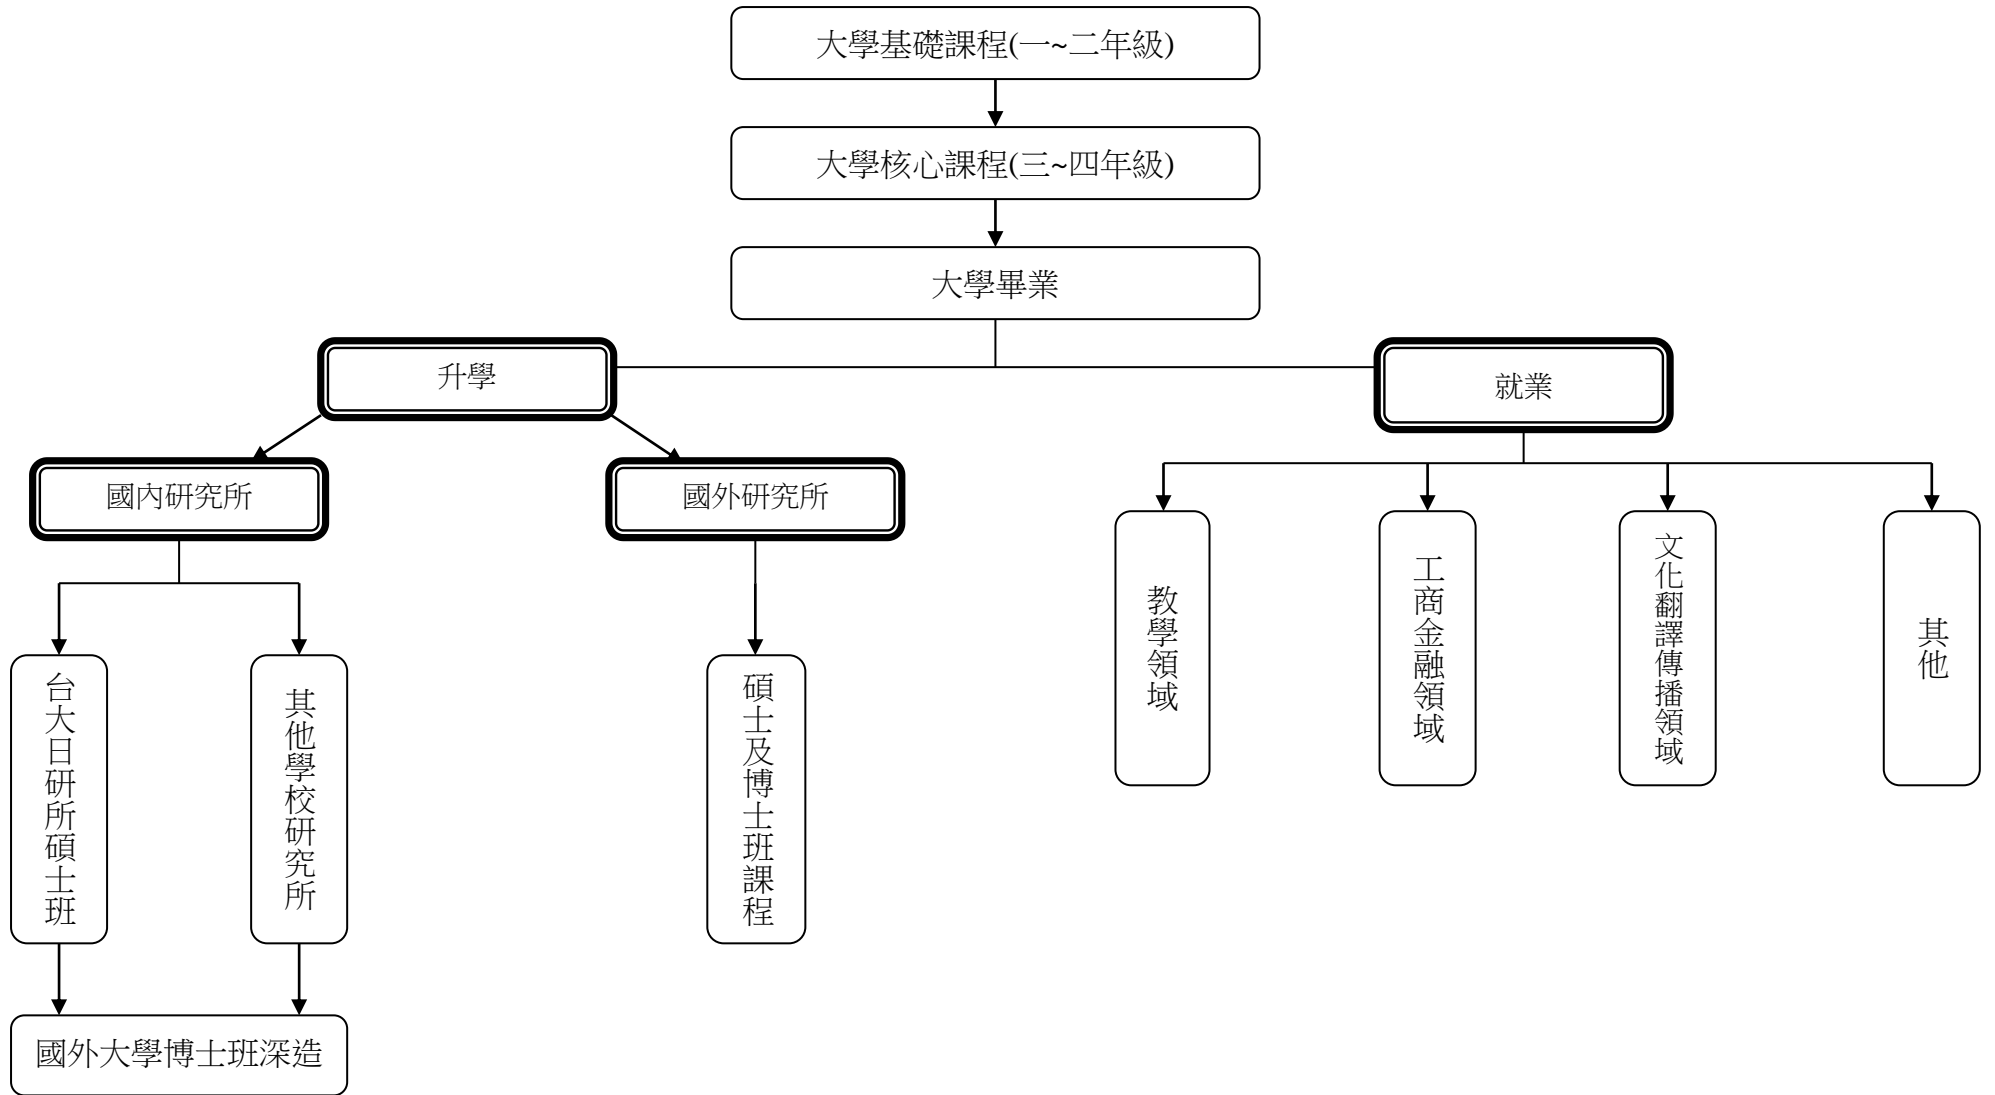 大學基礎課程(一~二年級)
大學核心課程(三~四年級)
大學畢業
升學
就業
國內研究所
國外研究所
教學領域
工商金融領域
文化翻譯傳播領域
其他
台大日研所碩士班
其他學校研究所
碩士及博士班課程
國外大學博士班深造